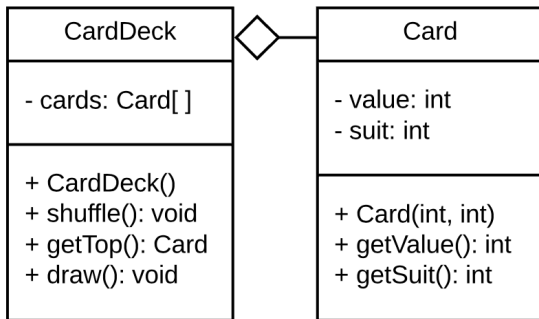 CardDeck
- cards: Card[ ]
+ CardDeck()
+ shuffle(): void
+ getTop(): Card
+ draw(): void
Card
- value: int
- suit: int
+ Card(int, int)
+ getValue(): int
+ getSuit(): int